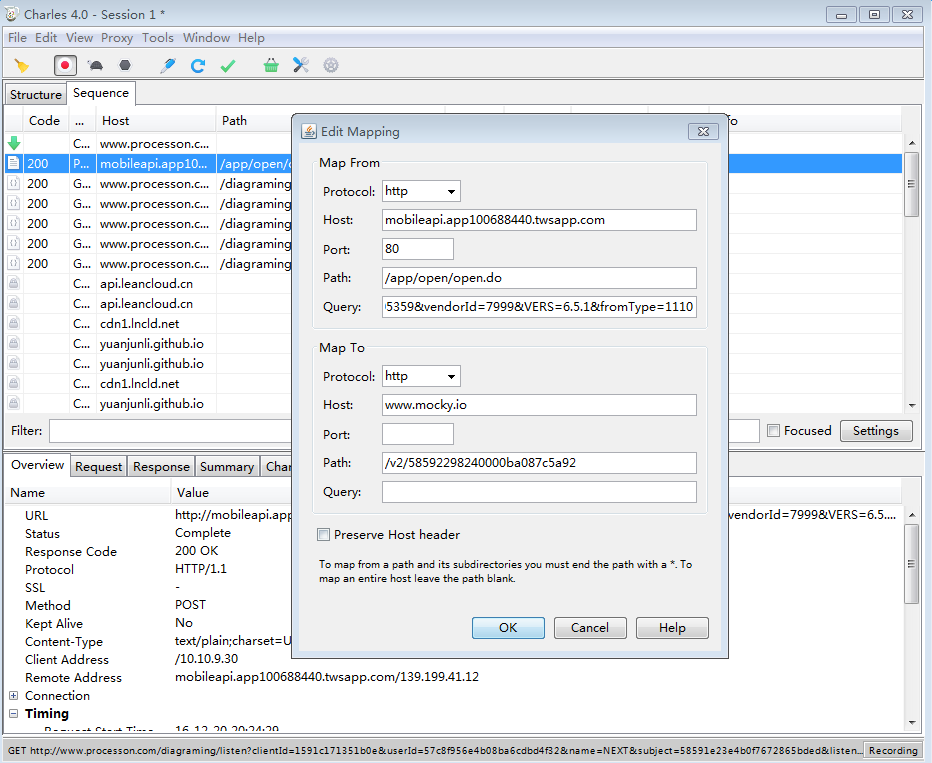 Charles 4.0 - Session 1 *
File Edit View Proxy Tools Window Help
Structure Sequence
Code ... Host Path To
C... www.processon.c...
200 P... mobileapi.app10... /app/open/
200 G... www.processon.c... /diagraming
200 G... www.processon.c... /diagraming
200 G... www.processon.c... /diagraming
200 G... www.processon.c... /diagraming
200 G... www.processon.c... /diagraming
C... api.leancloud.cn
C... api.leancloud.cn
C... cdn1.lncld.net
C... yuanjunli.github.io
C... yuanjunli.github.io
C... cdn1.lncld.net
C... yuanjunli.github.io
Filter: Focused Settings
Overview Request Response Summary Char
Name Value
URL http://mobileapi.app vendorId=7999&VERS=6.5....
Status Complete
Response Code 200 OK
Protocol HTTP/1.1
SSL -
Method POST
Kept Alive No
Content-Type text/plain;charset=U
Client Address /10.10.9.30
Remote Address mobileapi.app100688440.twsapp.com/139.199.41.12
Connection
Timing
Request Start Time 16-12-20 20:24:29
GET http://www.processon.com/diagraming/listen?clientId=1591c171351b0e&userId=57c8f956e4b08ba6cdbd4f32&name=NEXT&subject=58591e23e4b0f7672865bded&listen... Recording
Edit Mapping
Map From
Protocol: http
Host: mobileapi.app100688440.twsapp.com
Port: 80
Path: /app/open/open.do
Query: 5359&vendorId=7999&VERS=6.5.1&fromType=1110
Map To
Protocol: http
Host: www.mocky.io
Port:
Path: /v2/58592298240000ba087c5a92
Query:
Preserve Host header
To map from a path and its subdirectories you must end the path with a *. To
map an entire host leave the path blank.
OK Cancel Help